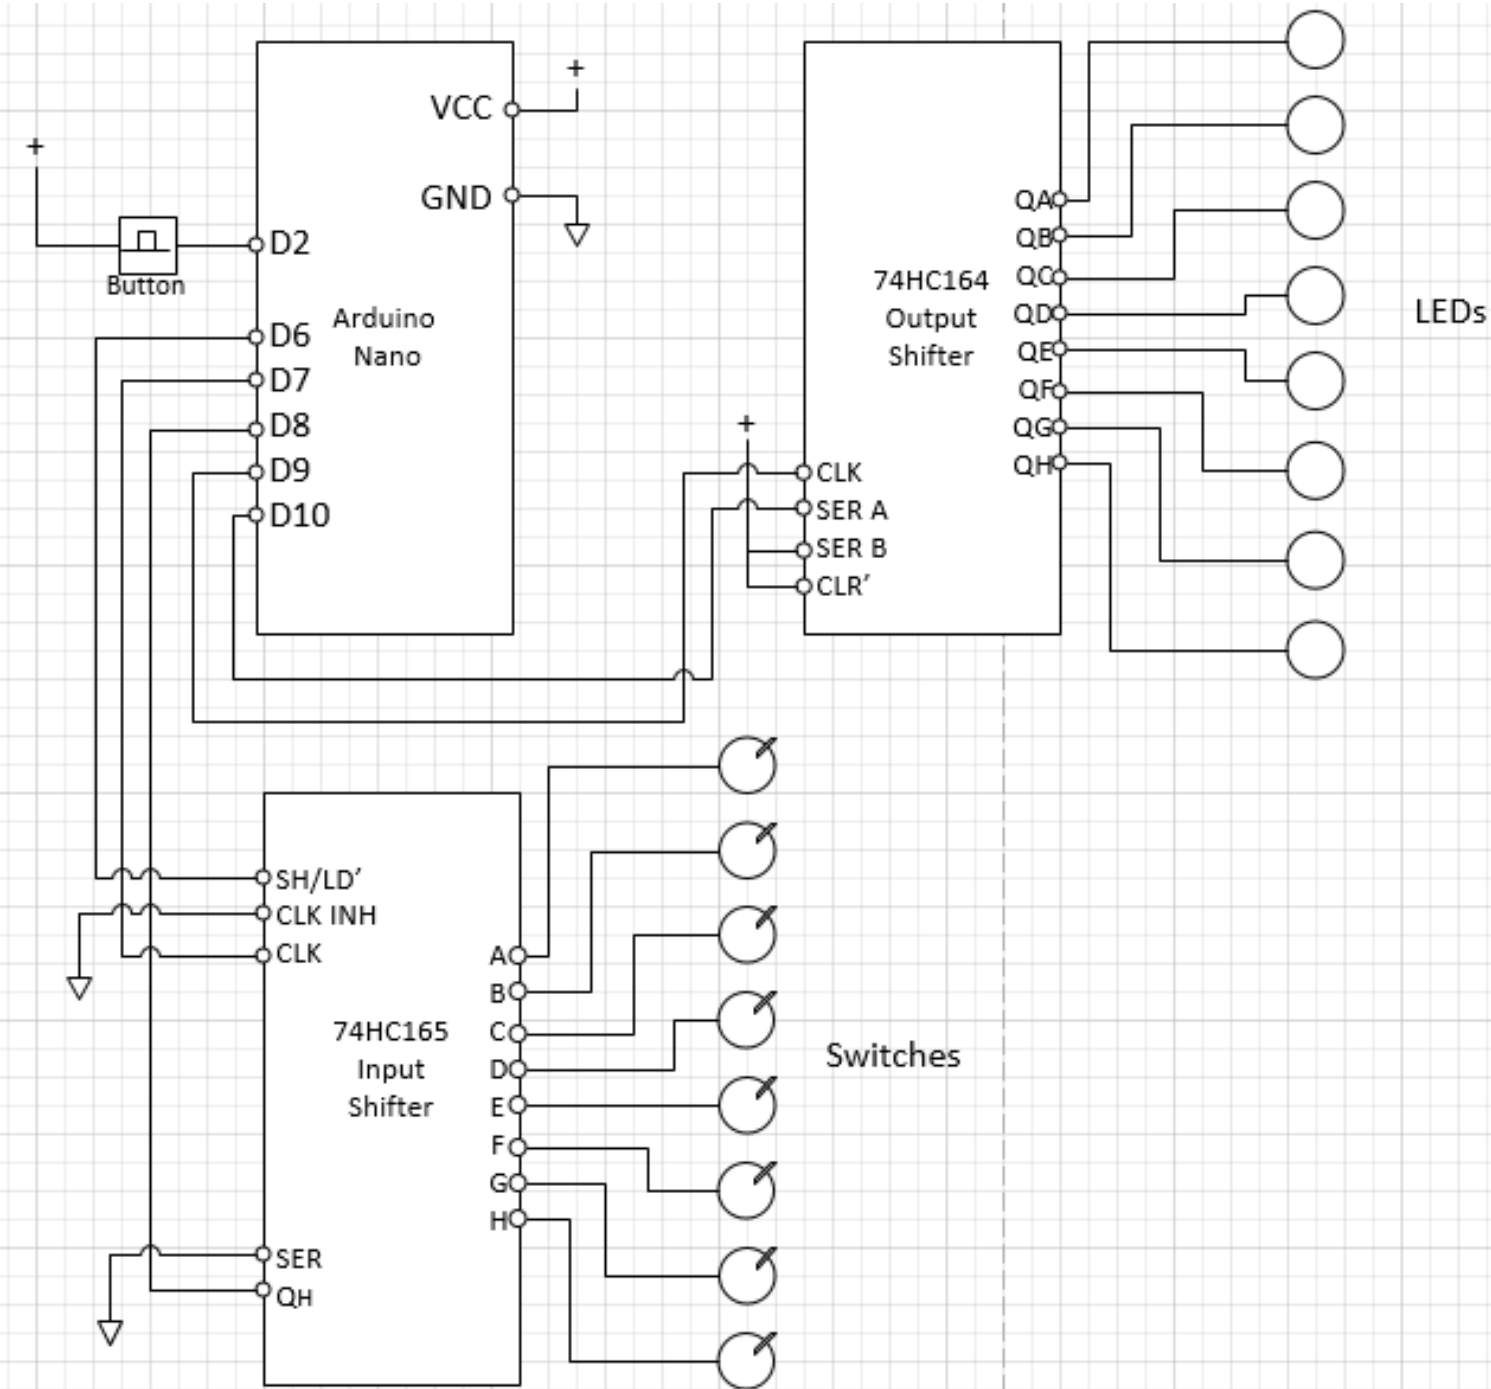 +
VCC
GND
+
Button
D2
D6
D7
D8
D9
D10
Arduino
Nano
74HC164
Output
Shifter
QA
QB
QC
QD
QE
QF
QG
QH
LEDs
+
CLK
SER A
SER B
CLR’
SH/LD’
CLK INH
CLK
74HC165
Input
Shifter
A
B
C
D
E
F
G
H
Switches
SER
QH